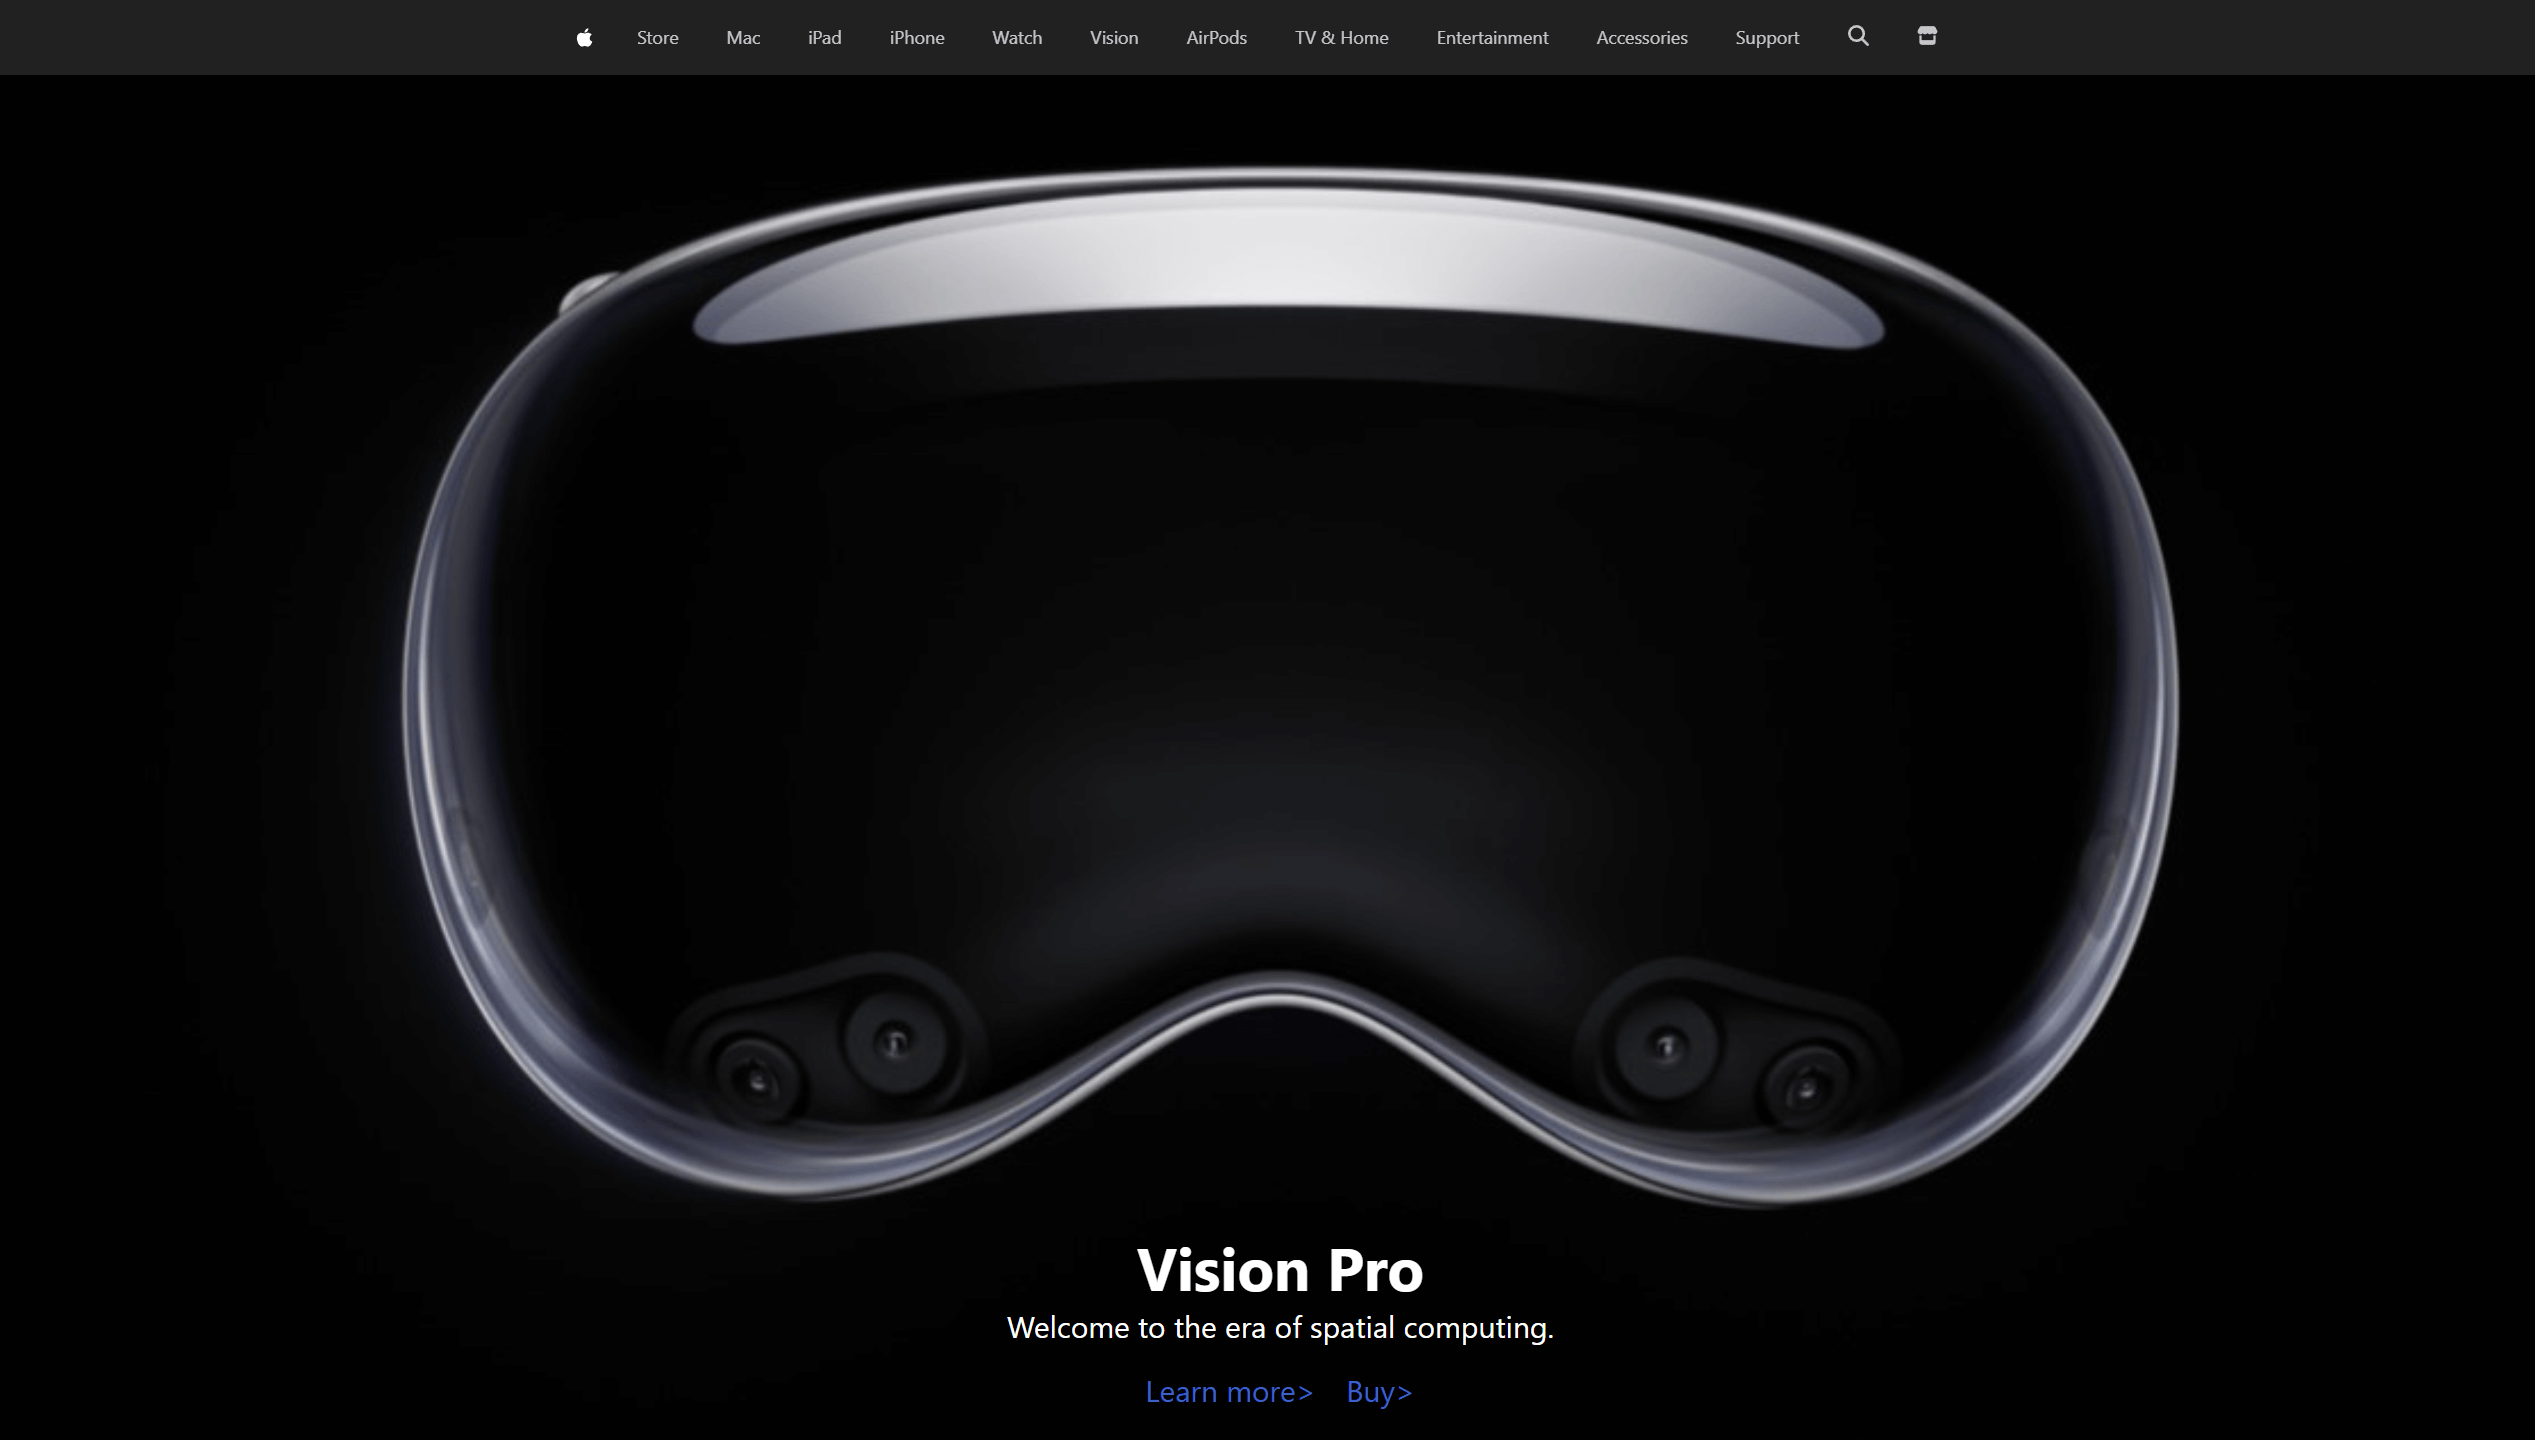 Store Mac iPad iPhone Watch Vision AirPods TV & Home Entertainment Accessories Support
Vision Pro
Welcome to the era of spatial computing.
Learn more> Buy>